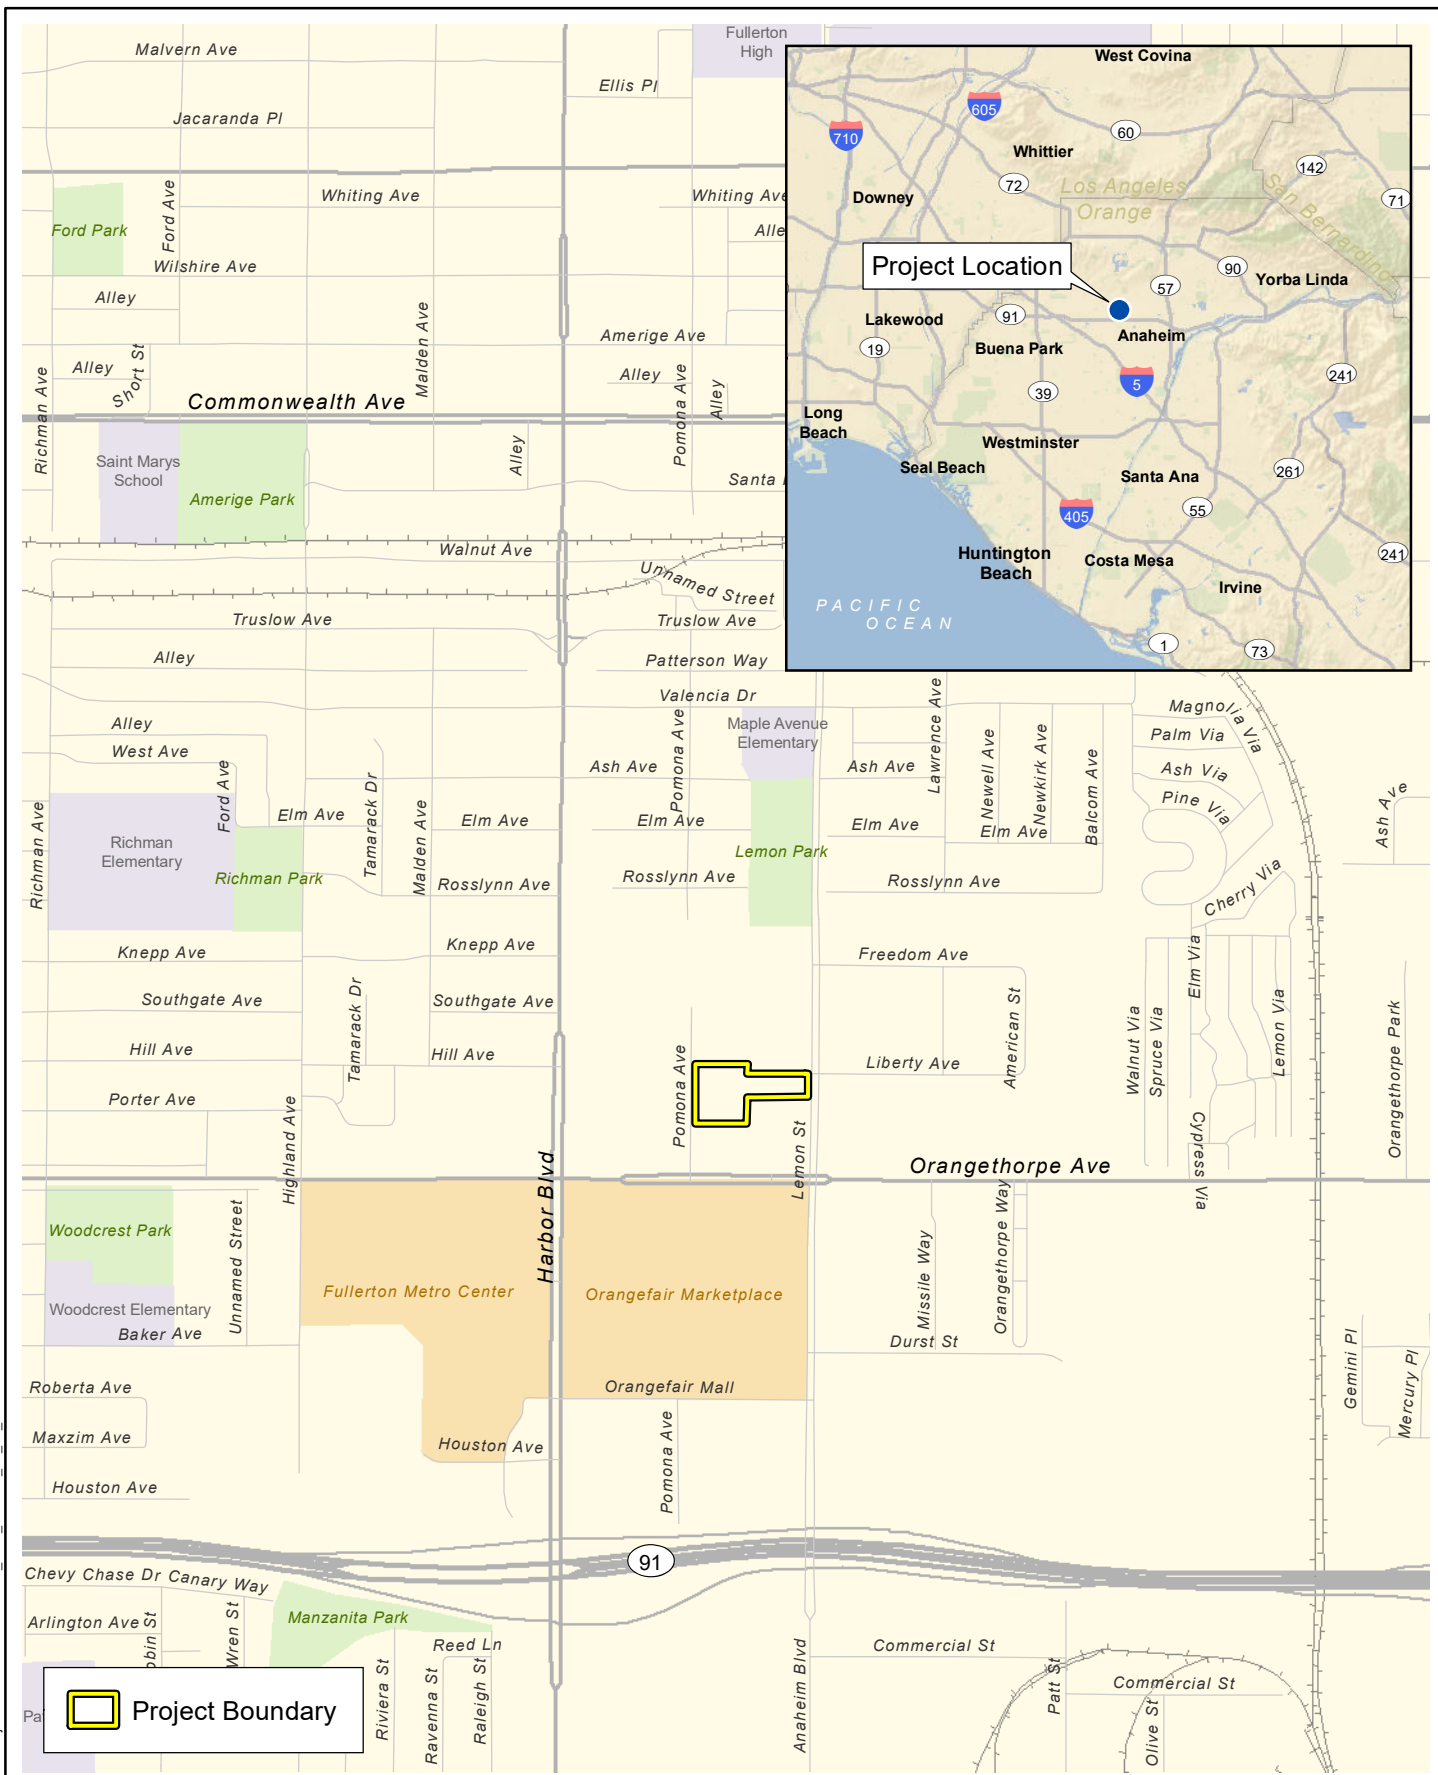 Malvern Ave
Fullerton
High
Ellis Pl
Jacaranda Pl
Ford Ave
Whiting Ave
Whiting Ave
Ford Park
Alle
Wilshire Ave
Alley
Malden Ave
Amerige Ave
Short St
Alley
Alley
Pomona Ave
Alley
Richman Ave
Commonwealth Ave
Saint Marys
School
Amerige Park
Alley
Santa
Walnut Ave
Unnamed Street
Truslow Ave
Truslow Ave
Alley
Patterson Way
West Covina
605
710
60
Whittier
142
72
Los Angeles
Orange
San Bernardino
71
Downey
Project Location
90
Yorba Linda
57
91
Lakewood
Anaheim
19
Buena Park
5
241
39
Long
Beach
Westminster
Seal Beach
261
Santa Ana
55
405
Huntington
Beach
Costa Mesa
241
Irvine
PACIFIC
OCEAN
1
73
Valencia Dr
Lawrence Ave
Magnolia Via
Alley
Pomona Ave
Maple Avenue
Elementary
Newell Ave
Newkirk Ave
Balcom Ave
Palm Via
West Ave
Ford Ave
Tamarack Dr
Ash Ave
Ash Ave
Ash Via
Pine Via
Ash Ave
Richman Ave
Elm Ave
Malden Ave
Elm Ave
Elm Ave
Elm Ave
Elm Ave
Richman
Elementary
Lemon Park
Richman Park
Rosslynn Ave
Rosslynn Ave
Rosslynn Ave
Cherry Via
Knepp Ave
Knepp Ave
Freedom Ave
Elm Via
Southgate Ave
Tamarack Dr
Southgate Ave
American St
Walnut Via
Spruce Via
Lemon Via
Orangethorpe Park
Hill Ave
Hill Ave
Pomona Ave
Liberty Ave
Porter Ave
Highland Ave
Lemon St
Cypress Via
Harbor Blvd
Orangethorpe Ave
Woodcrest Park
Unnamed Street
Missile Way
Orangethorpe Way
Fullerton Metro Center
Orangefair Marketplace
Woodcrest Elementary
Baker Ave
Durst St
Gemini Pl
Mercury Pl
Roberta Ave
Orangefair Mall
Maxzim Ave
Houston Ave
Pomona Ave
Houston Ave
91
Chevy Chase Dr
Canary Way
Arlington Ave
obin St
Wren St
Manzanita Park
Reed Ln
Riviera St
Ravenna St
Raleigh St
Anaheim Blvd
Commercial St
Patt St
Commercial St
Olive St
Pa
Project Boundary